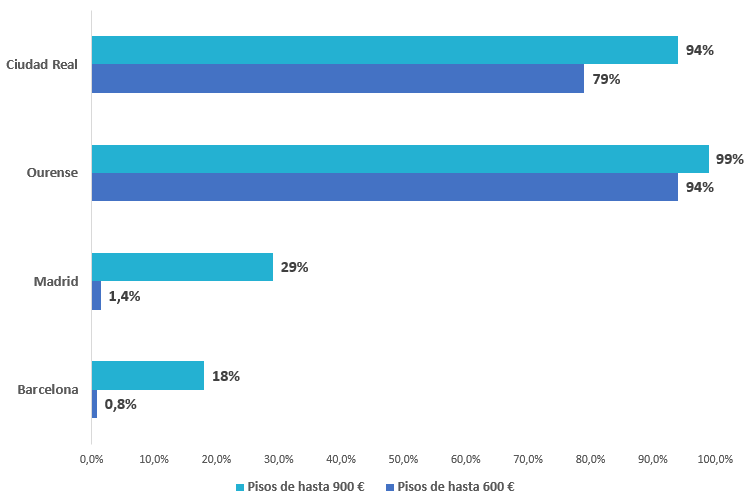 Ciudad Real
94%
79%
Ourense
99%
94%
Madrid
29%
1,4%
Barcelona
18%
0,8%
0,0% 10,0% 20,0% 30,0% 40,0% 50,0% 60,0% 70,0% 80,0% 90,0% 100,0%
Pisos de hasta 900 € Pisos de hasta 600 €